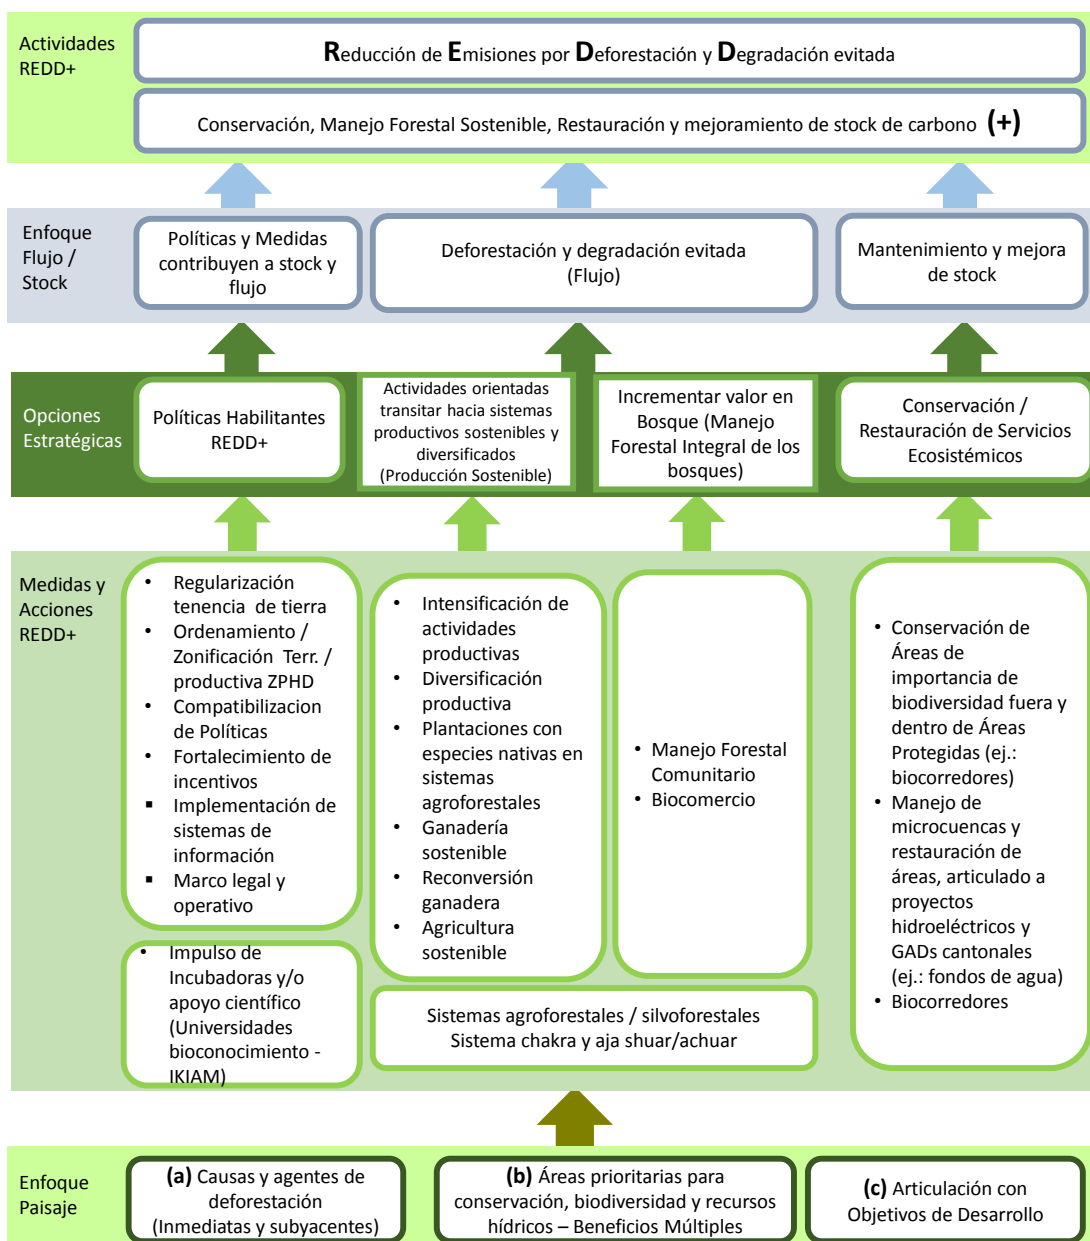 Actividades
REDD+
Reducción de Emisiones por Deforestación y Degradación evitada
Conservación, Manejo Forestal Sostenible, Restauración y mejoramiento de stock de carbono (+)
Enfoque
Flujo /
Stock
Políticas y Medidas
contribuyen a stock y
flujo
Deforestación y degradación evitada
(Flujo)
Mantenimiento y mejora
de stock
Opciones
Estratégicas
Políticas Habilitantes
REDD+
Actividades orientadas
transitar hacia sistemas
productivos sostenibles y
diversificados
(Producción Sostenible)
Incrementar valor en
Bosque (Manejo
Forestal Integral de los
bosques)
Conservación /
Restauración de Servicios
Ecosistémicos
Medidas y
Acciones
REDD+
• Regularización
tenencia de tierra
• Ordenamiento /
Zonificación Terr. /
productiva ZPHD
• Compatibilizacion
de Políticas
• Fortalecimiento de
incentivos
▪ Implementación de
sistemas de
información
▪ Marco legal y
operativo
• Impulso de
Incubadoras y/o
apoyo científico
(Universidades
bioconocimiento -
IKIAM)
• Intensificación de
actividades
productivas
• Diversificación
productiva
• Plantaciones con
especies nativas en
sistemas
agroforestales
• Ganadería
sostenible
• Reconversión
ganadera
• Agricultura
sostenible
• Manejo Forestal
Comunitario
• Biocomercio
Sistemas agroforestales / silvoforestales
Sistema chakra y aja shuar/achuar
• Conservación de
Áreas de
importancia de
biodiversidad fuera y
dentro de Áreas
Protegidas (ej.:
biocorredores)
• Manejo de
microcuencas y
restauración de
áreas, articulado a
proyectos
hidroeléctricos y
GADs cantonales
(ej.: fondos de agua)
• Biocorredores
Enfoque
Paisaje
(a) Causas y agentes de
deforestación
(Inmediatas y subyacentes)
(b) Áreas prioritarias para
conservación, biodiversidad y recursos
hídricos – Beneficios Múltiples
(c) Articulación con
Objetivos de Desarrollo